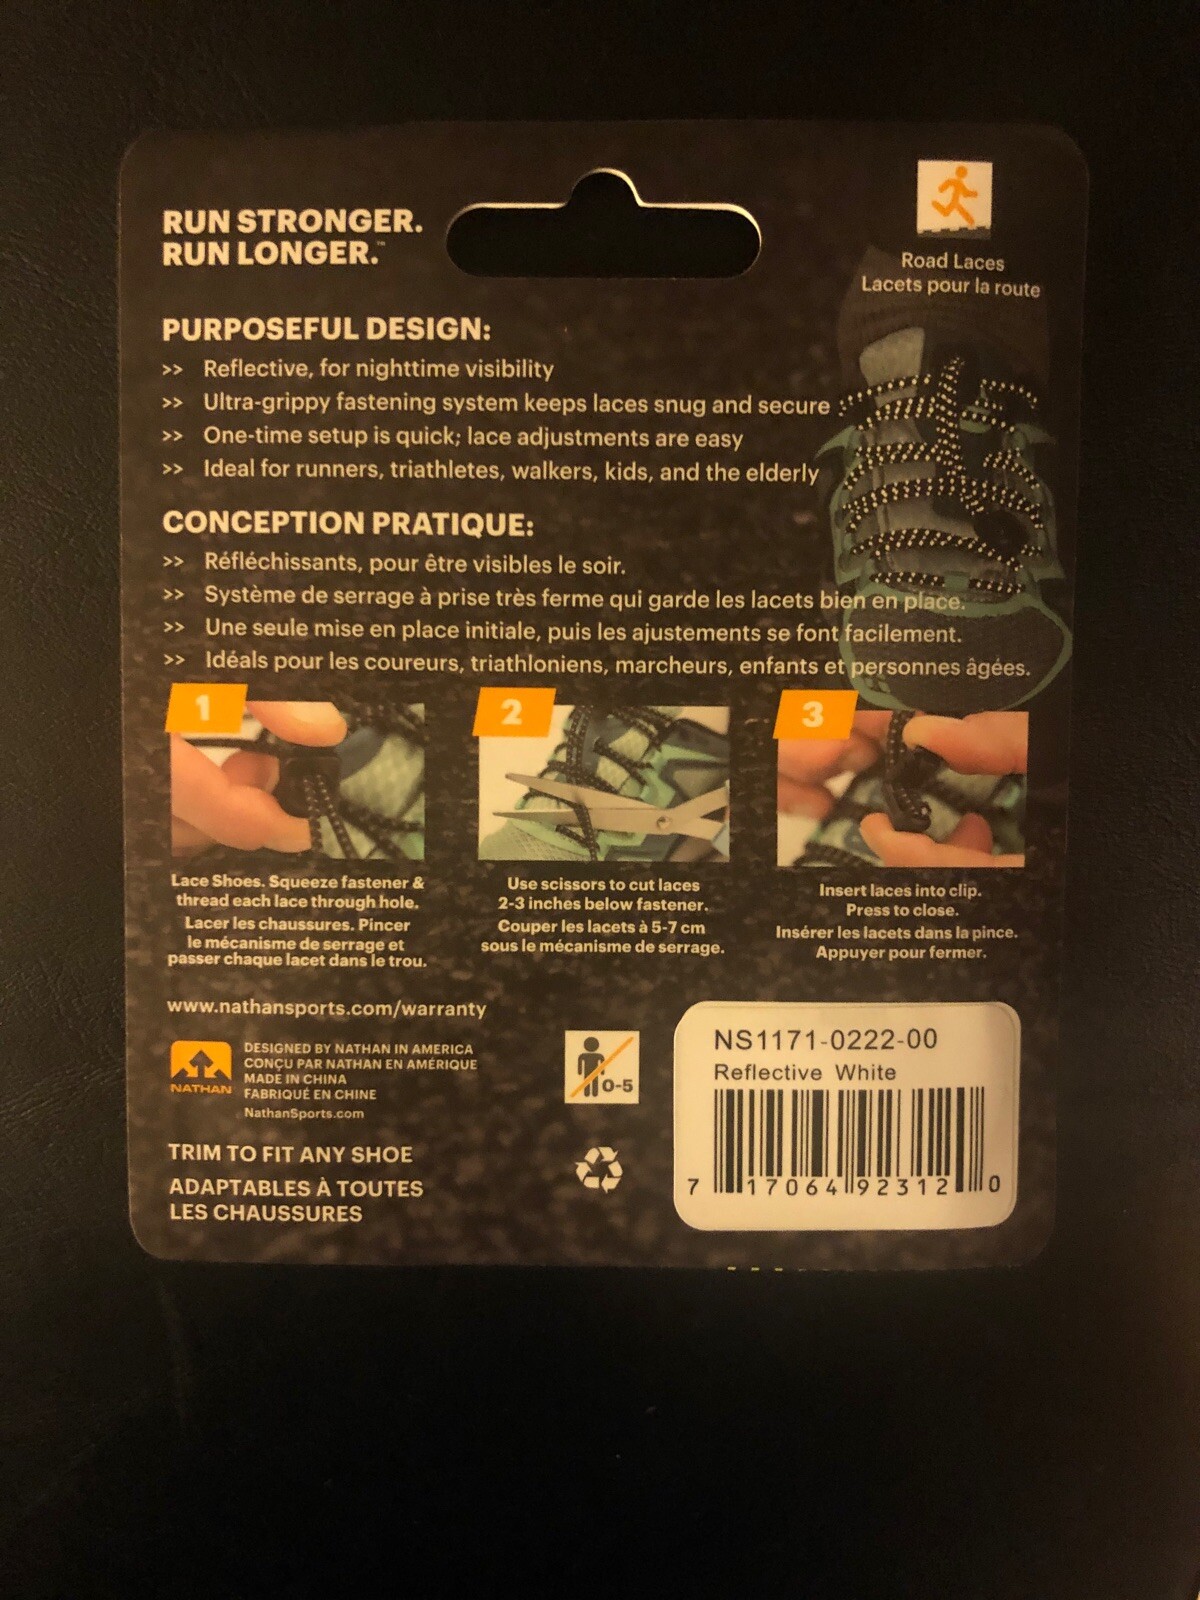 RUN STRONGER.
RUN LONGER.™
Road Laces
Lacets pour la route
PURPOSEFUL DESIGN:
>> Reflective, for nighttime visibility
>> Ultra-grippy fastening system keeps laces snug and secure
>> One-time setup is quick; lace adjustments are easy
>> Ideal for runners, triathletes, walkers, kids, and the elderly
CONCEPTION PRATIQUE:
>> Réfléchissants, pour être visibles le soir.
>> Système de serrage à prise très ferme qui garde les lacets bien en place.
>> Une seule mise en place initiale, puis les ajustements se font facilement.
>> Idéals pour les coureurs, triathloniens, marcheurs, enfants et personnes âgées.
1
Lace Shoes. Squeeze fastener &
thread each lace through hole.
Lacer les chaussures. Pincer
le mécanisme de serrage et
passer chaque lacet dans le trou.
2
Use scissors to cut laces
2-3 inches below fastener.
Couper les lacets à 5-7 cm
sous le mécanisme de serrage.
3
Insert laces into clip.
Press to close.
Insérer les lacets dans la pince.
Appuyer pour fermer.
www.nathansports.com/warranty
NATHAN
DESIGNED BY NATHAN IN AMERICA
CONÇU PAR NATHAN EN AMÉRIQUE
MADE IN CHINA
FABRIQUÉ EN CHINE
NathanSports.com
0-5
TRIM TO FIT ANY SHOE
ADAPTABLES À TOUTES
LES CHAUSSURES
NS1171-0222-00
Reflective White
7 17064 92312 0